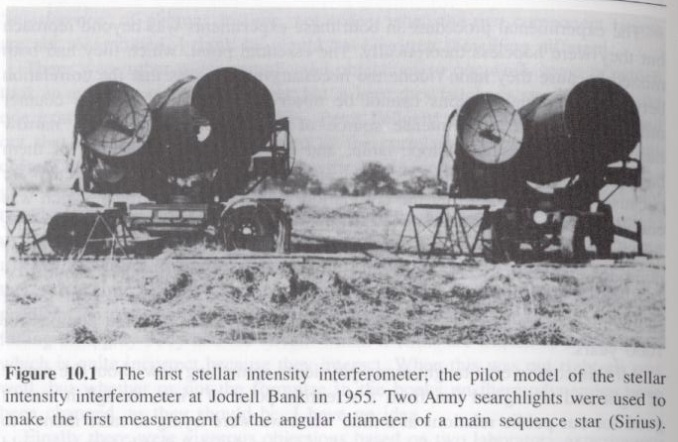 Figure 10.1 The first stellar intensity interferometer; the pilot model of the stellar
intensity interferometer at Jodrell Bank in 1955. Two Army searchlights were used to
make the first measurement of the angular diameter of a main sequence star (Sirius).